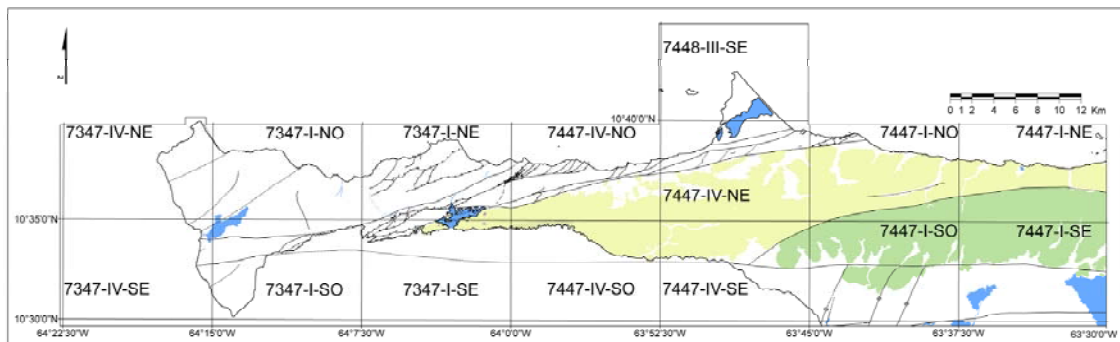 7448-III-SE
0 1 2 4 6 8 10 12 Km
10°40'0"N
7347-IV-NE 7347-I-NO 7347-I-NE 7447-IV-NO 7447-I-NO 7447-I-NE
7447-IV-NE
10°35'0"N
7447-I-SO 7447-I-SE
7347-IV-SE 7347-I-SO 7347-I-SE 7447-IV-SO 7447-IV-SE
10°30'0"N
64°22'30"W 64°15'0"W 64°7'30"W 64°0'0"W 63°52'30"W 63°45'0"W 63°37'30"W 63°30'0"W